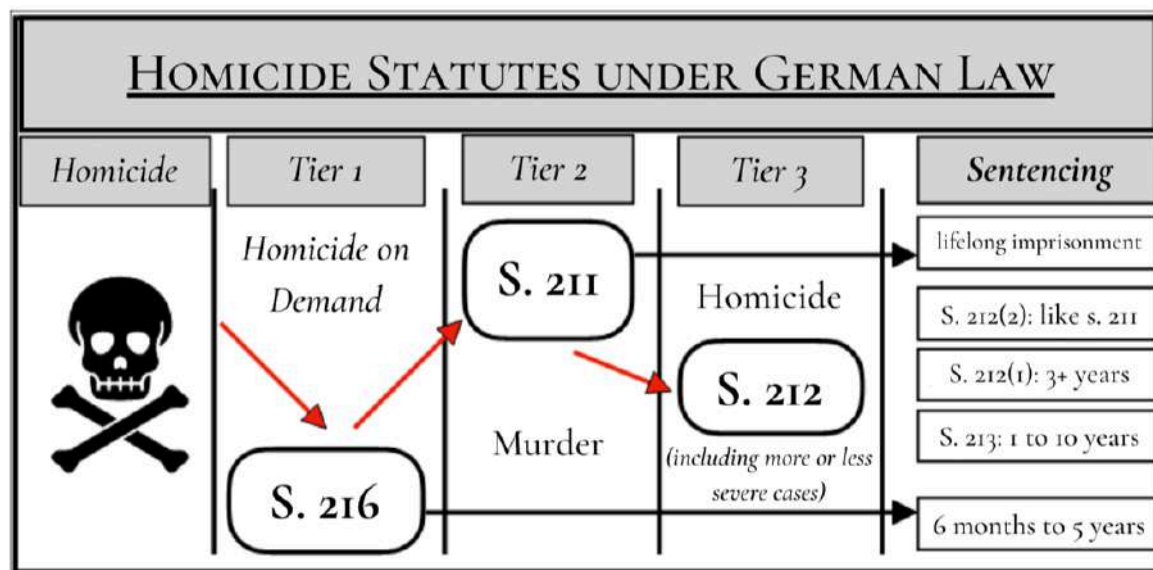 HOMICIDE STATUTES UNDER GERMAN LAW
Homicide
Tier 1
Tier 2
Tier 3
Sentencing
Homicide on
Demand
S. 216
S. 211
Murder
Homicide
S. 212
(including more or less
severe cases)
lifelong imprisonment
S. 212(2): like s. 211
S. 212(1): 3+ years
S. 213: 1 to 10 years
6 months to 5 years